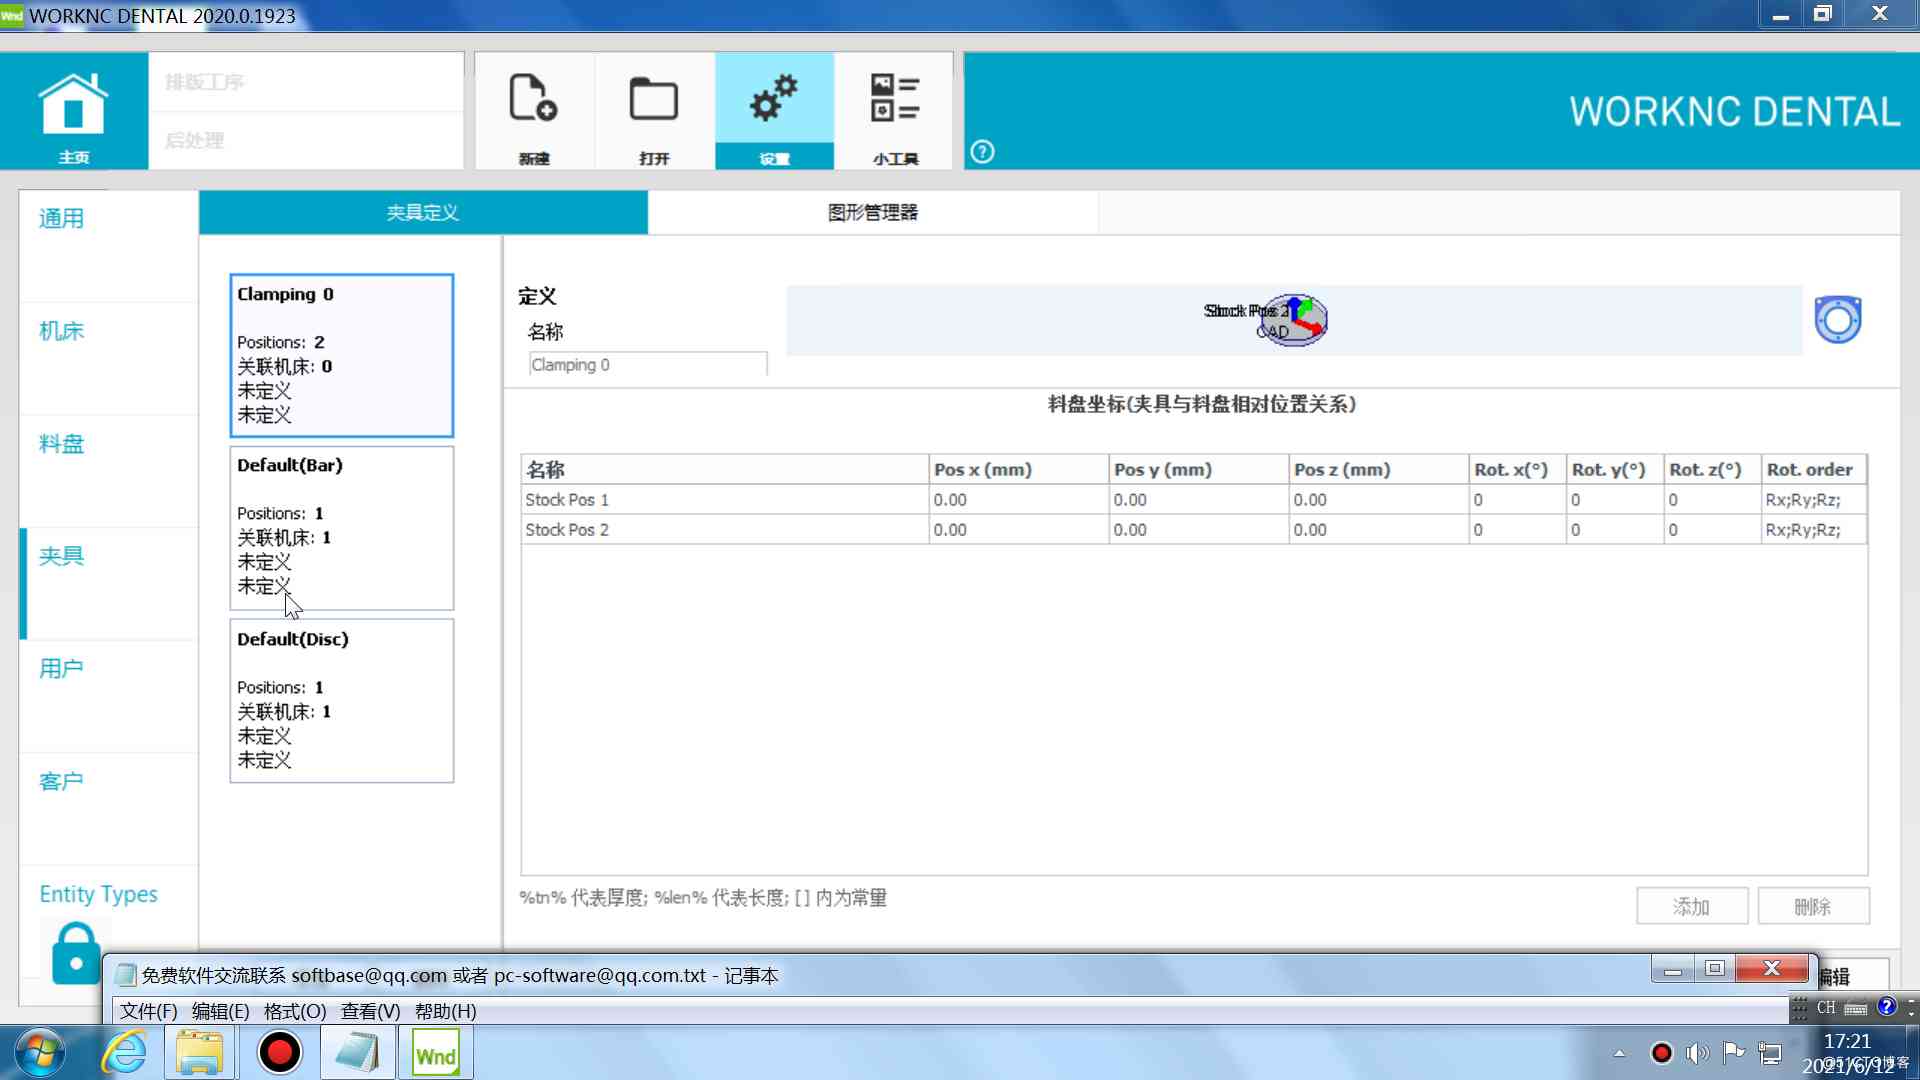 Wnd WORKNC DENTAL 2020.0.1923
主页
排版工序
后处理
新建
打开
设置
小工具
?
WORKNC DENTAL
通用
机床
料盘
夹具
用户
客户
Entity Types
夹具定义
图形管理器
Clamping 0
Positions: 2
关联机床: 0
未定义
未定义
Default(Bar)
Positions: 1
关联机床: 1
未定义
未定义
Default(Disc)
Positions: 1
关联机床: 1
未定义
未定义
定义
名称
Clamping 0
Stock Pos 2
CAD
料盘坐标(夹具与料盘相对位置关系)
名称 Pos x (mm) Pos y (mm) Pos z (mm) Rot. x(°) Rot. y(°) Rot. z(°) Rot. order
Stock Pos 1 0.00 0.00 0.00 0 0 0 Rx;Ry;Rz;
Stock Pos 2 0.00 0.00 0.00 0 0 0 Rx;Ry;Rz;
%tn% 代表厚度; %len% 代表长度; [ ] 内为常量
添加
删除
编辑
免费软件交流联系 softbase@qq.com 或者 pc-software@qq.com.txt - 记事本
文件(F) 编辑(E) 格式(O) 查看(V) 帮助(H)
CH
?
Wnd
17:21
2021/6/12
@51CTO博客